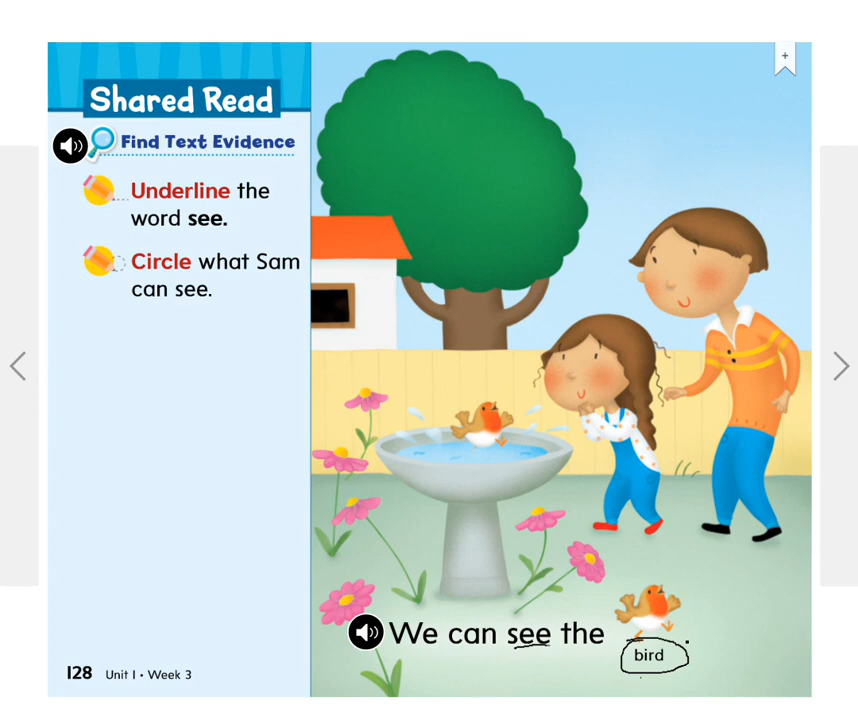 Shared Read
Find Text Evidence
Underline the
word see.
Circle what Sam
can see.
We can see the .
bird
128 Unit 1 • Week 3